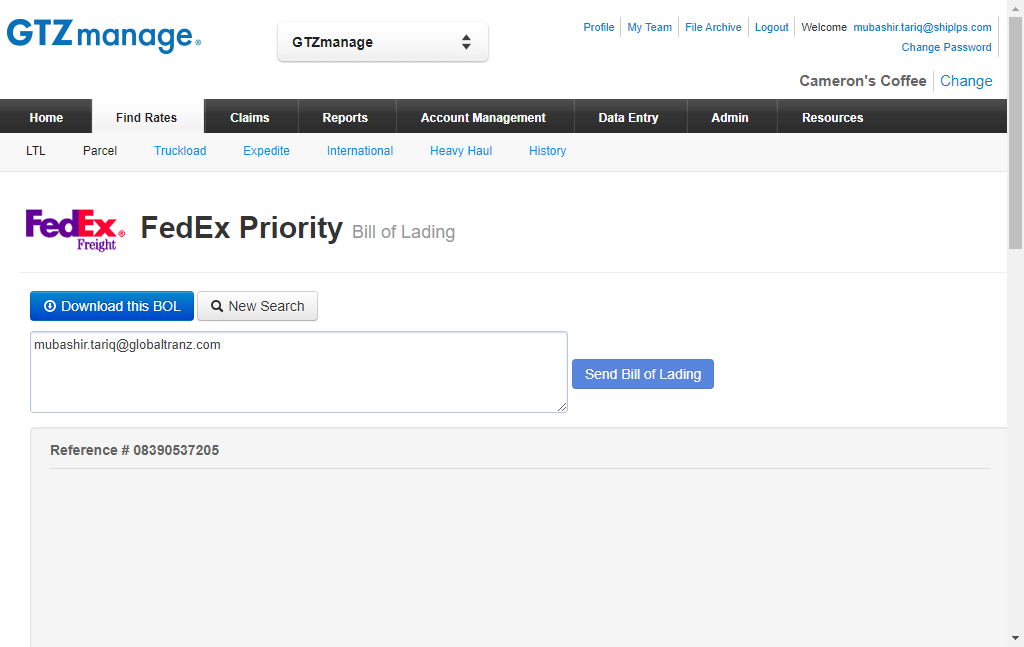 GTZmanage®
GTZmanage
Profile My Team File Archive Logout Welcome mubashir.tariq@shiplps.com
Change Password
Cameron's Coffee Change
Home Find Rates Claims Reports Account Management Data Entry Admin Resources
LTL Parcel Truckload Expedite International Heavy Haul History
FedEx® Freight
FedEx Priority Bill of Lading
Download this BOL New Search
mubashir.tariq@globaltranz.com
Send Bill of Lading
Reference # 08390537205